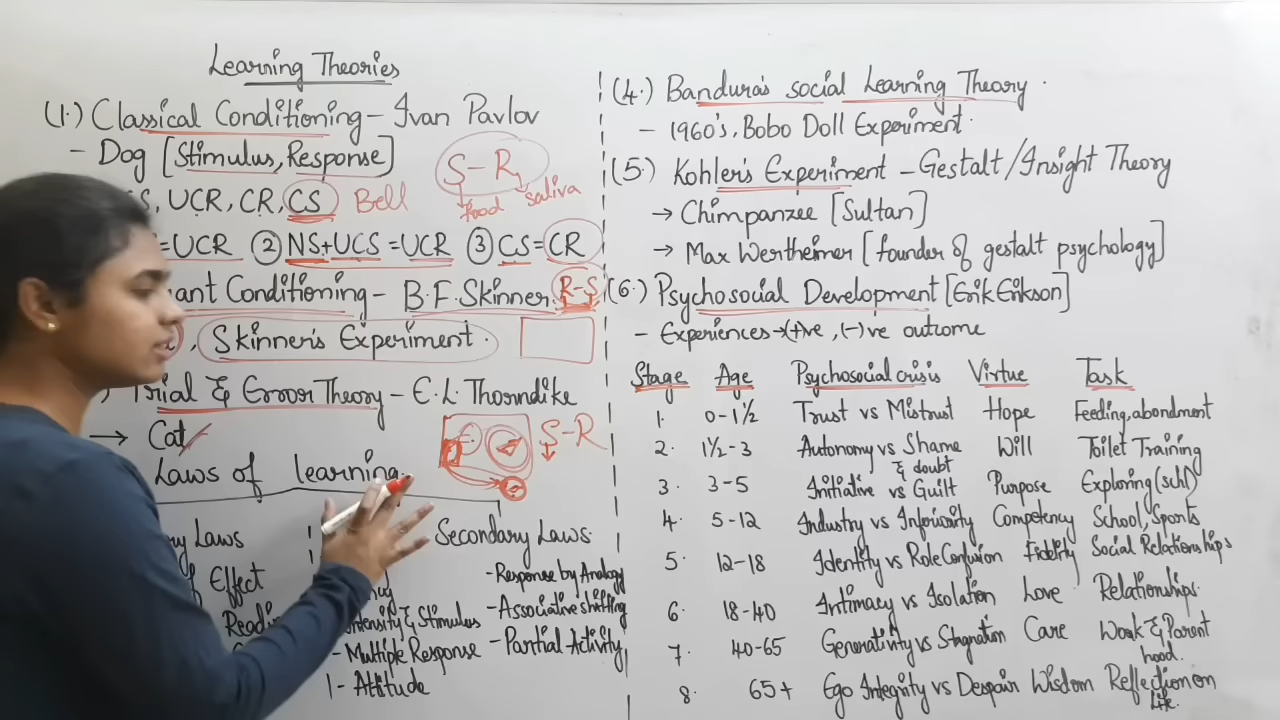 Learning Theories
(1.) Classical Conditioning - Ivan Pavlov
- Dog [Stimulus, Response]
S - R
food saliva
S, UCR, CR, CS Bell
= UCR ② NS+UCS = UCR ③ CS = CR
ant Conditioning - B.F. Skinner. R-S
, Skinner's Experiment.
) Trial & Error Theory - E.L. Thorndike
→ Cat
S-R
Laws of learning.
Laws
Secondary Laws
Effect
- Response by Analogy
- Associative shifting
Intensity & Stimulus
- Multiple Response
- Partial Activity
- Attitude
(4.) Bandura's social Learning Theory.
- 1960's, Bobo Doll Experiment.
(5.) Kohler's Experiment - Gestalt/Insight Theory
→ Chimpanzee [Sultan]
→ Max Wertheimer [founder of gestalt psychology]
(6.) Psychosocial Development [Erik Erikson]
- Experiences → (+)ve, (-)ve outcome
Stage Age Psychosocial crisis Virtue Task
1. 0-1½ Trust vs Mistrust Hope Feeding, abondment
2. 1½-3 Autonomy vs Shame & doubt Will Toilet Training
3. 3-5 Initiative vs Guilt Purpose Exploring (schl)
4. 5-12 Industry vs Inferiority Competency School, Sports
5. 12-18 Identity vs Role Confusion Fidelity Social Relationships
6. 18-40 Intimacy vs Isolation Love Relationships.
7. 40-65 Generativity vs Stagnation Care Work & Parent hood.
8. 65+ Ego Integrity vs Despair Wisdom Reflection on Life.